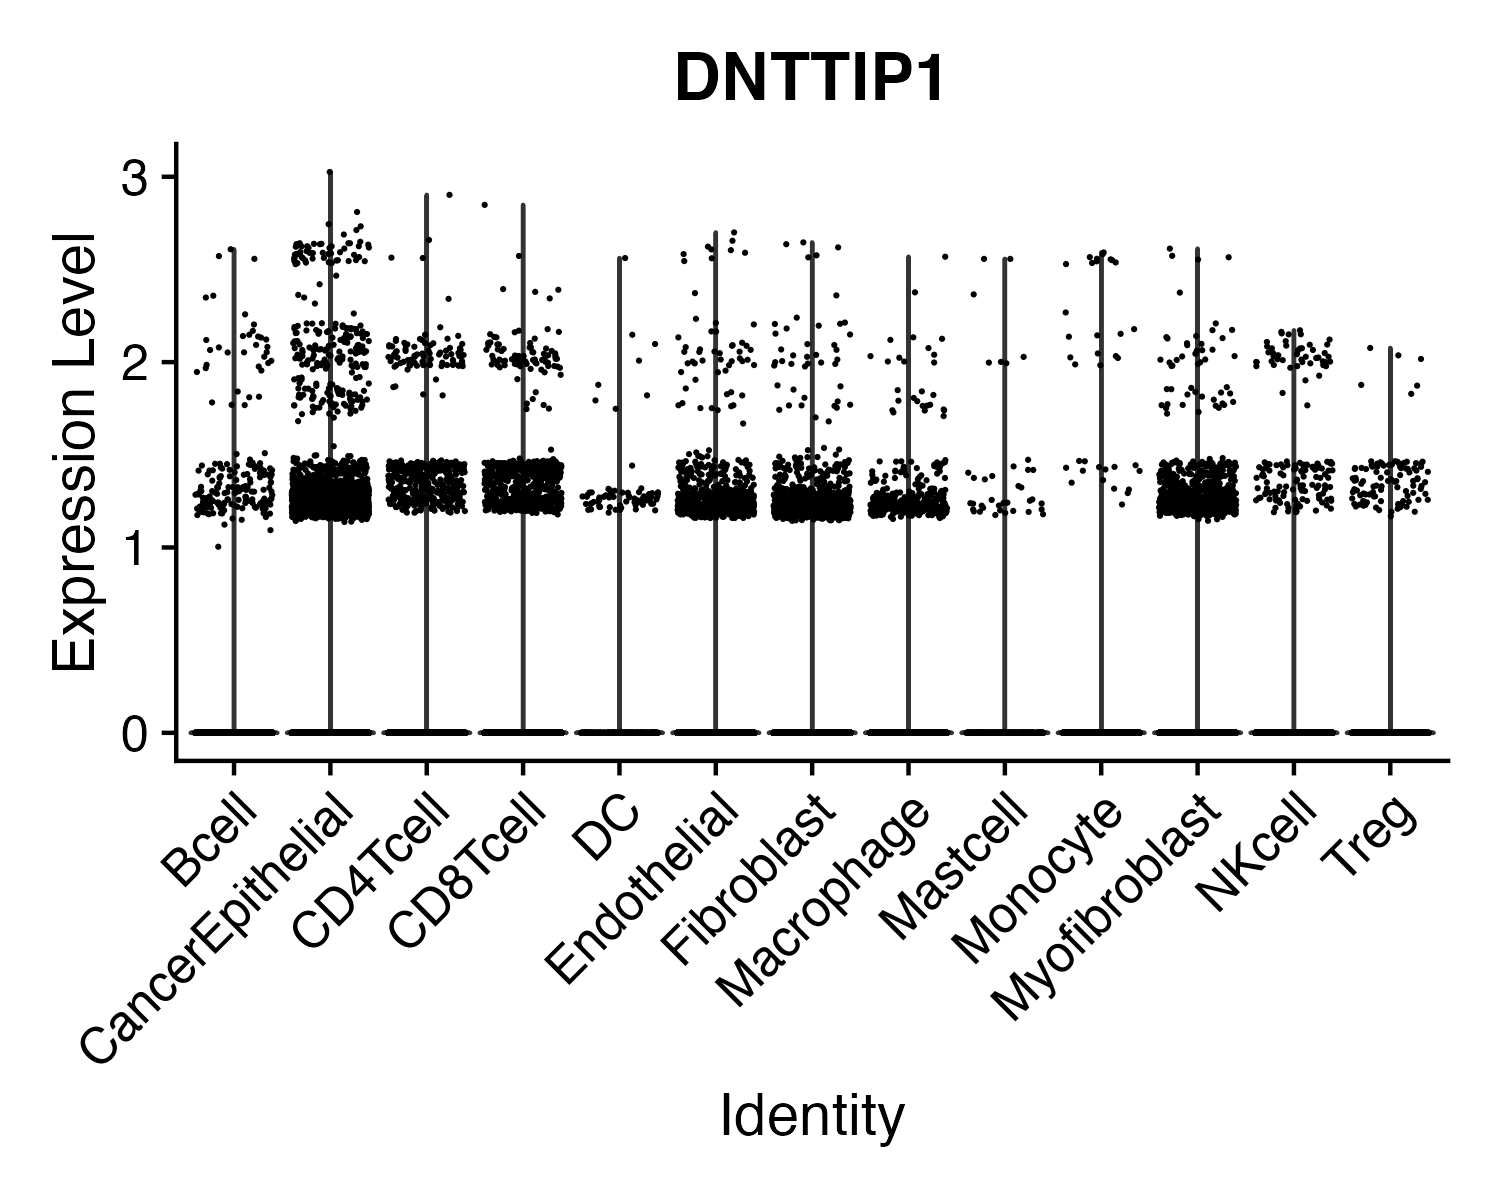 DNTTIP1
Expression Level
3
2
1
0
Bcell
CancerEpithelial
CD4Tcell
CD8Tcell
DC
Endothelial
Fibroblast
Macrophage
Mastcell
Monocyte
Myofibroblast
NKcell
Treg
Identity